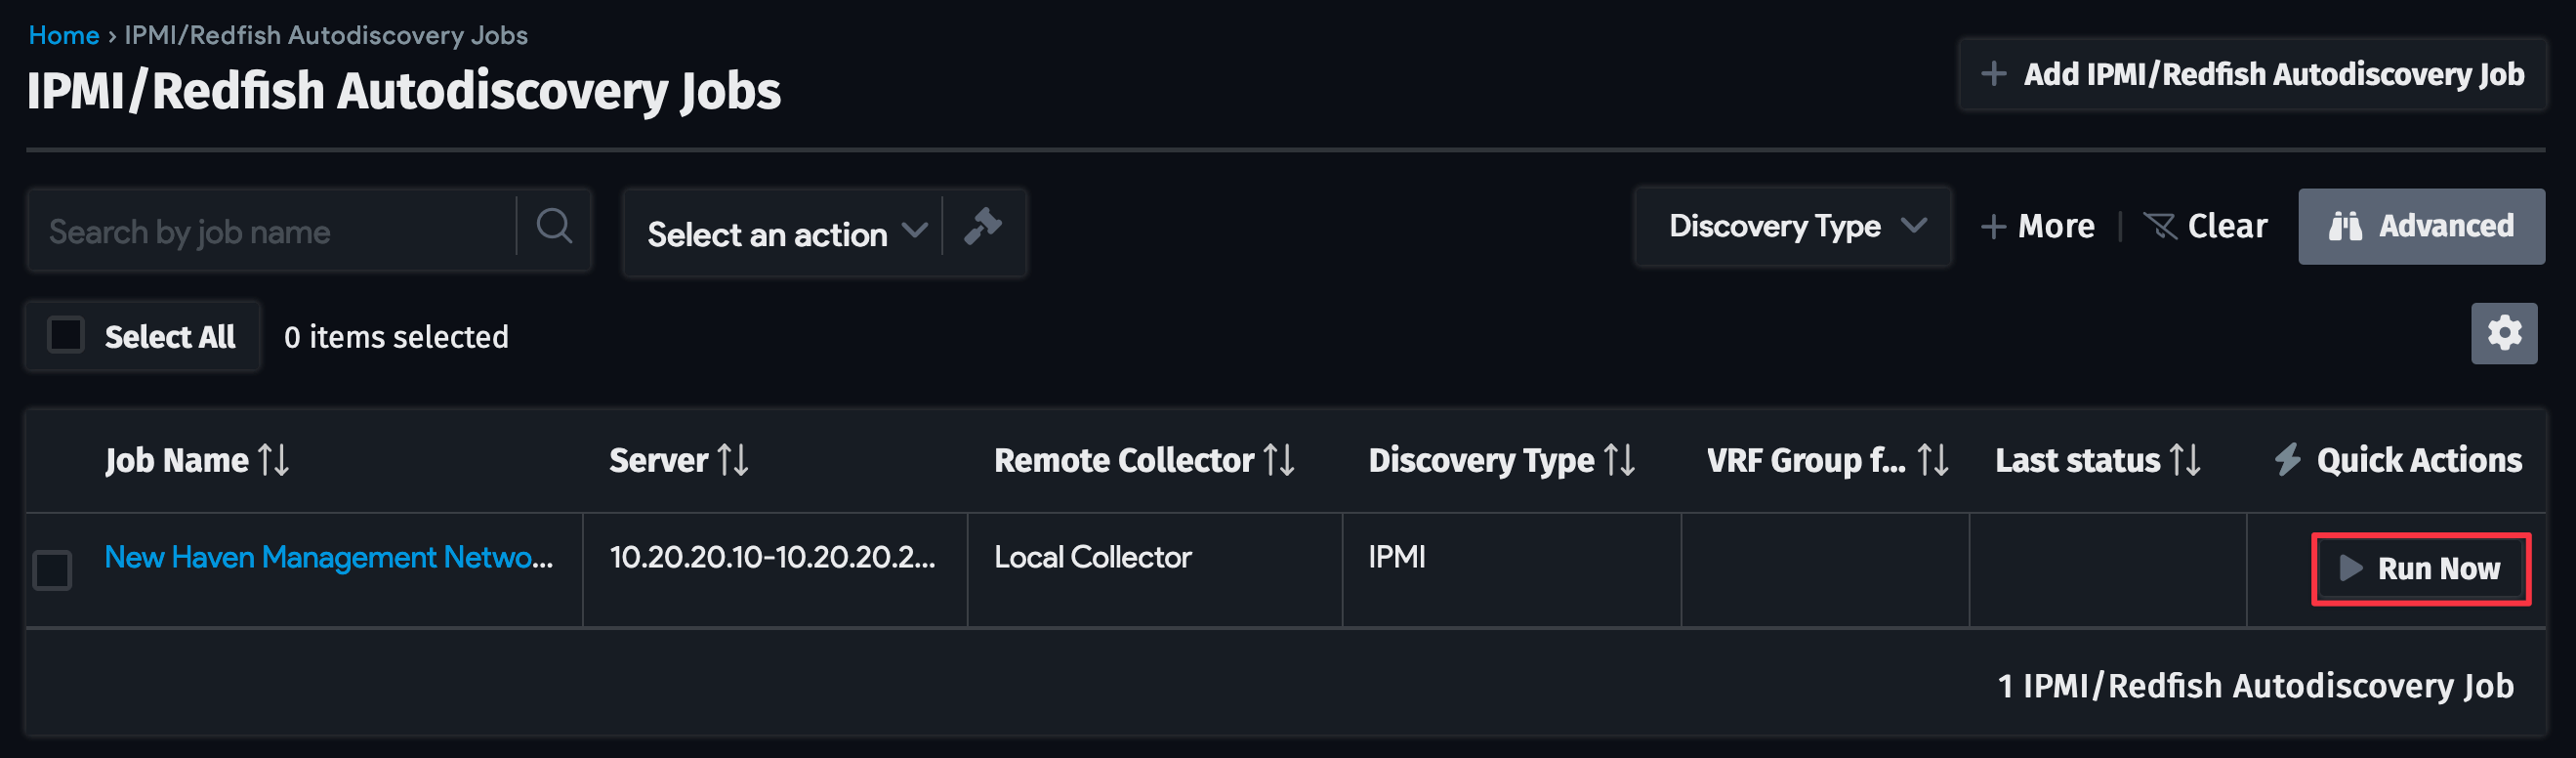 Home › IPMI/Redfish Autodiscovery Jobs
IPMI/Redfish Autodiscovery Jobs
+ Add IPMI/Redfish Autodiscovery Job
Search by job name
Select an action
Discovery Type
+ More | Clear
Advanced
Select All
0 items selected
Job Name Server Remote Collector Discovery Type VRF Group f... Last status Quick Actions
New Haven Management Netwo... 10.20.20.10-10.20.20.2... Local Collector IPMI Run Now
1 IPMI/Redfish Autodiscovery Job